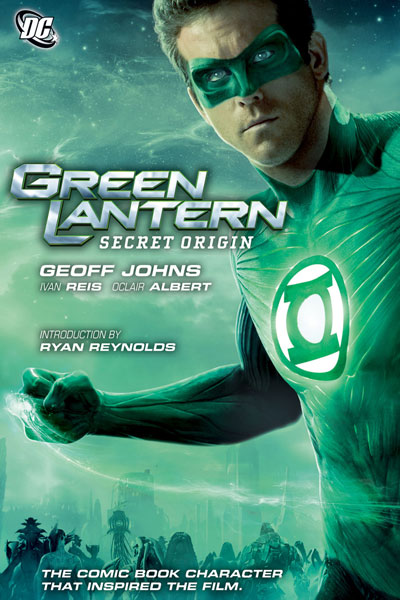 DC
GREEN
LANTERN
SECRET ORIGIN
GEOFF JOHNS
IVAN REIS OCLAIR ALBERT
INTRODUCTION BY
RYAN REYNOLDS
THE COMIC BOOK CHARACTER
THAT INSPIRED THE FILM.